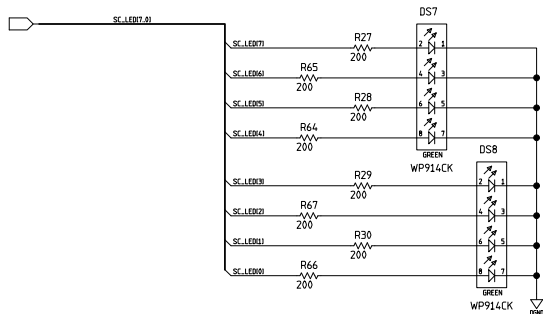 DS7
SC_LED[7..0]
SC_LED[7] R27 2 1
200
SC_LED[6] R65 4 3
200
SC_LED[5] R28 6 5
200
SC_LED[4] R64 8 7
200
GREEN
WP914CK
DS8
SC_LED[3] R29 2 1
200
SC_LED[2] R67 4 3
200
SC_LED[1] R30 6 5
200
SC_LED[0] R66 8 7
200
GREEN
WP914CK
DGND